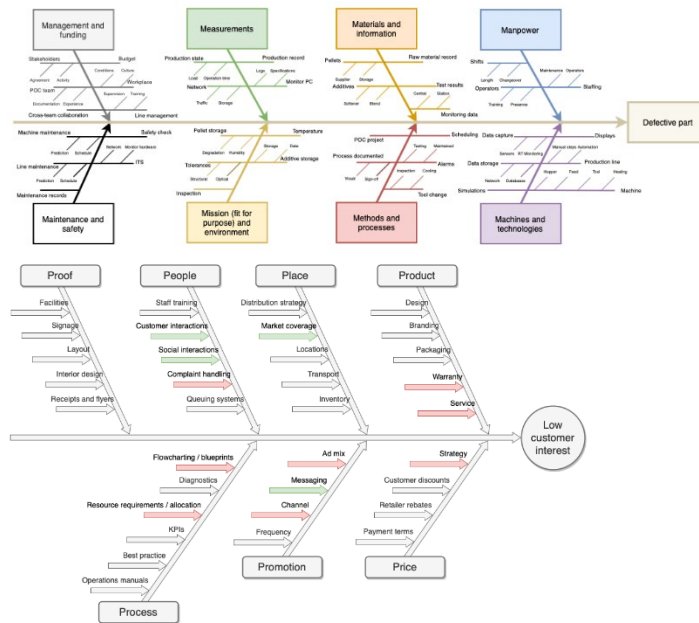 Management and
funding
Measurements
Materials and
information
Manpower
Stakeholders
Budget
Conditions
Culture
Agreement
Activity
Workplace
POC team
Supervision
Training
Documentation
Experience
Cross-team collaboration
Line management
Production state
Production record
Logs
Specifications
Operation time
Monitor PC
Network
Traffic
Storage
Pellets
Raw material record
Supplier
Storage
Additives
Test results
Central
Station
Softener
Blend
Monitoring data
Shifts
Maintenance
Operators
Length
Changeover
Operators
Staffing
Training
Presence
Defective part
Machine maintenance
Safety check
Prediction
Schedule
Network
Monitor hardware
Line maintenance
ITS
Prediction
Schedule
Maintenance records
Pellet storage
Temperature
Degradation
Humidity
Storage
Date
Tolerances
Additive storage
Structural
Optical
Inspection
Scheduling
POC project
Testing
Maintained
Process documented
Alarms
Sign-off
Inspection
Cooling
Tool change
Data capture
Displays
Sensors
RT Monitoring
Manual steps
Automation
Data storage
Production line
Network
Databases
Hopper
Feed
Tool
Heating
Simulations
Machine
Maintenance and
safety
Mission (fit for
purpose) and
environment
Methods and
processes
Machines and
technologies
Proof
People
Place
Product
Facilities
Signage
Layout
Interior design
Receipts and flyers
Staff training
Customer interactions
Social interactions
Complaint handling
Queuing systems
Distribution strategy
Market coverage
Locations
Transport
Inventory
Design
Branding
Packaging
Warranty
Service
Low
customer
interest
Flowcharting / blueprints
Diagnostics
Resource requirements / allocation
KPIs
Best practice
Operations manuals
Ad mix
Messaging
Channel
Frequency
Strategy
Customer discounts
Retailer rebates
Payment terms
Process
Promotion
Price